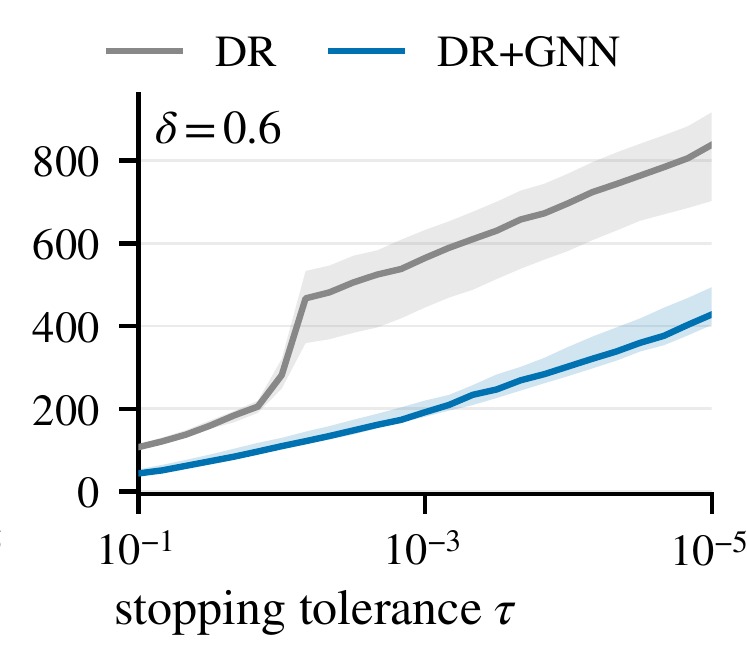 DR DR+GNN
δ = 0.6
800
600
400
200
0
10⁻¹ 10⁻³ 10⁻⁵
stopping tolerance τ